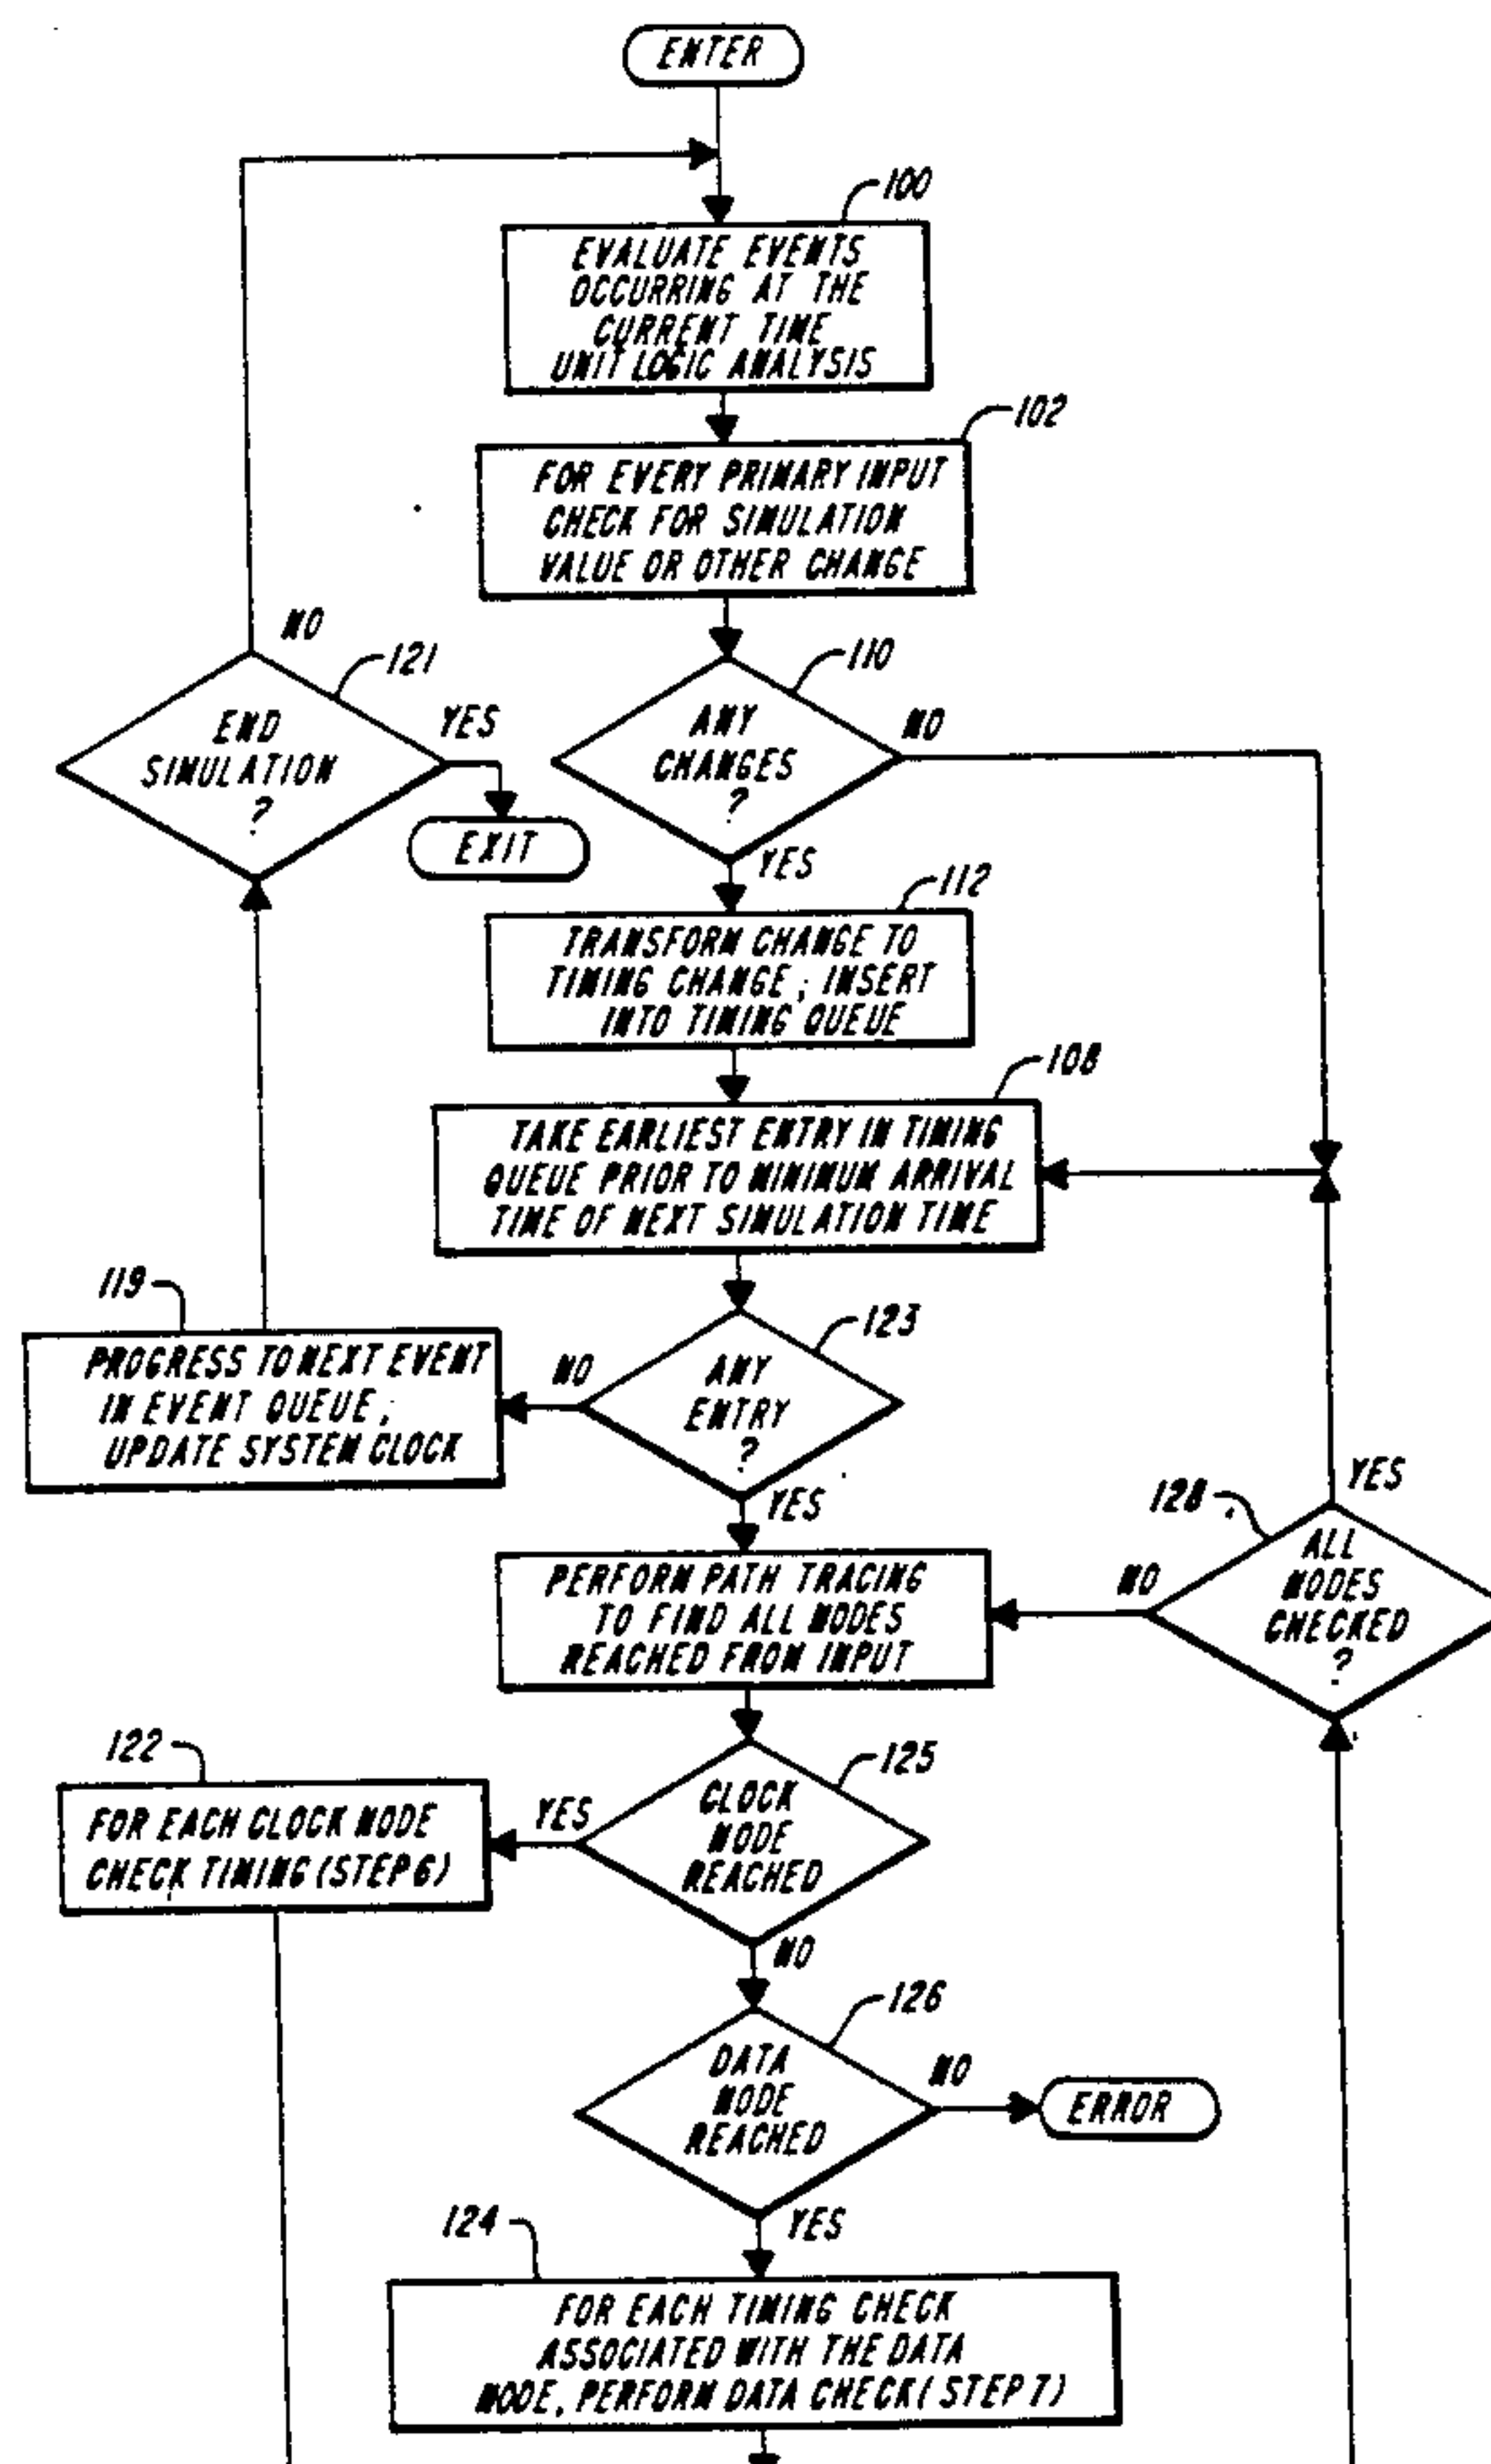 ENTER
100
EVALUATE EVENTS
OCCURRING AT THE
CURRENT TIME
UNIT LOGIC ANALYSIS
102
FOR EVERY PRIMARY INPUT
CHECK FOR SIMULATION
VALUE OR OTHER CHANGE
NO
121
END
SIMULATION
?
YES
EXIT
110
ANY
CHANGES
?
NO
YES
112
TRANSFORM CHANGE TO
TIMING CHANGE; INSERT
INTO TIMING QUEUE
108
TAKE EARLIEST ENTRY IN TIMING
QUEUE PRIOR TO MINIMUM ARRIVAL
TIME OF NEXT SIMULATION TIME
119
PROGRESS TO NEXT EVENT
IN EVENT QUEUE,
UPDATE SYSTEM CLOCK
NO
123
ANY
ENTRY
?
YES
128
YES
ALL
NODES
CHECKED
?
NO
PERFORM PATH TRACING
TO FIND ALL NODES
REACHED FROM INPUT
122
FOR EACH CLOCK NODE
CHECK TIMING (STEP 6)
YES
125
CLOCK
NODE
REACHED
NO
126
DATA
NODE
REACHED
NO
ERROR
YES
124
FOR EACH TIMING CHECK
ASSOCIATED WITH THE DATA
NODE, PERFORM DATA CHECK (STEP 7)